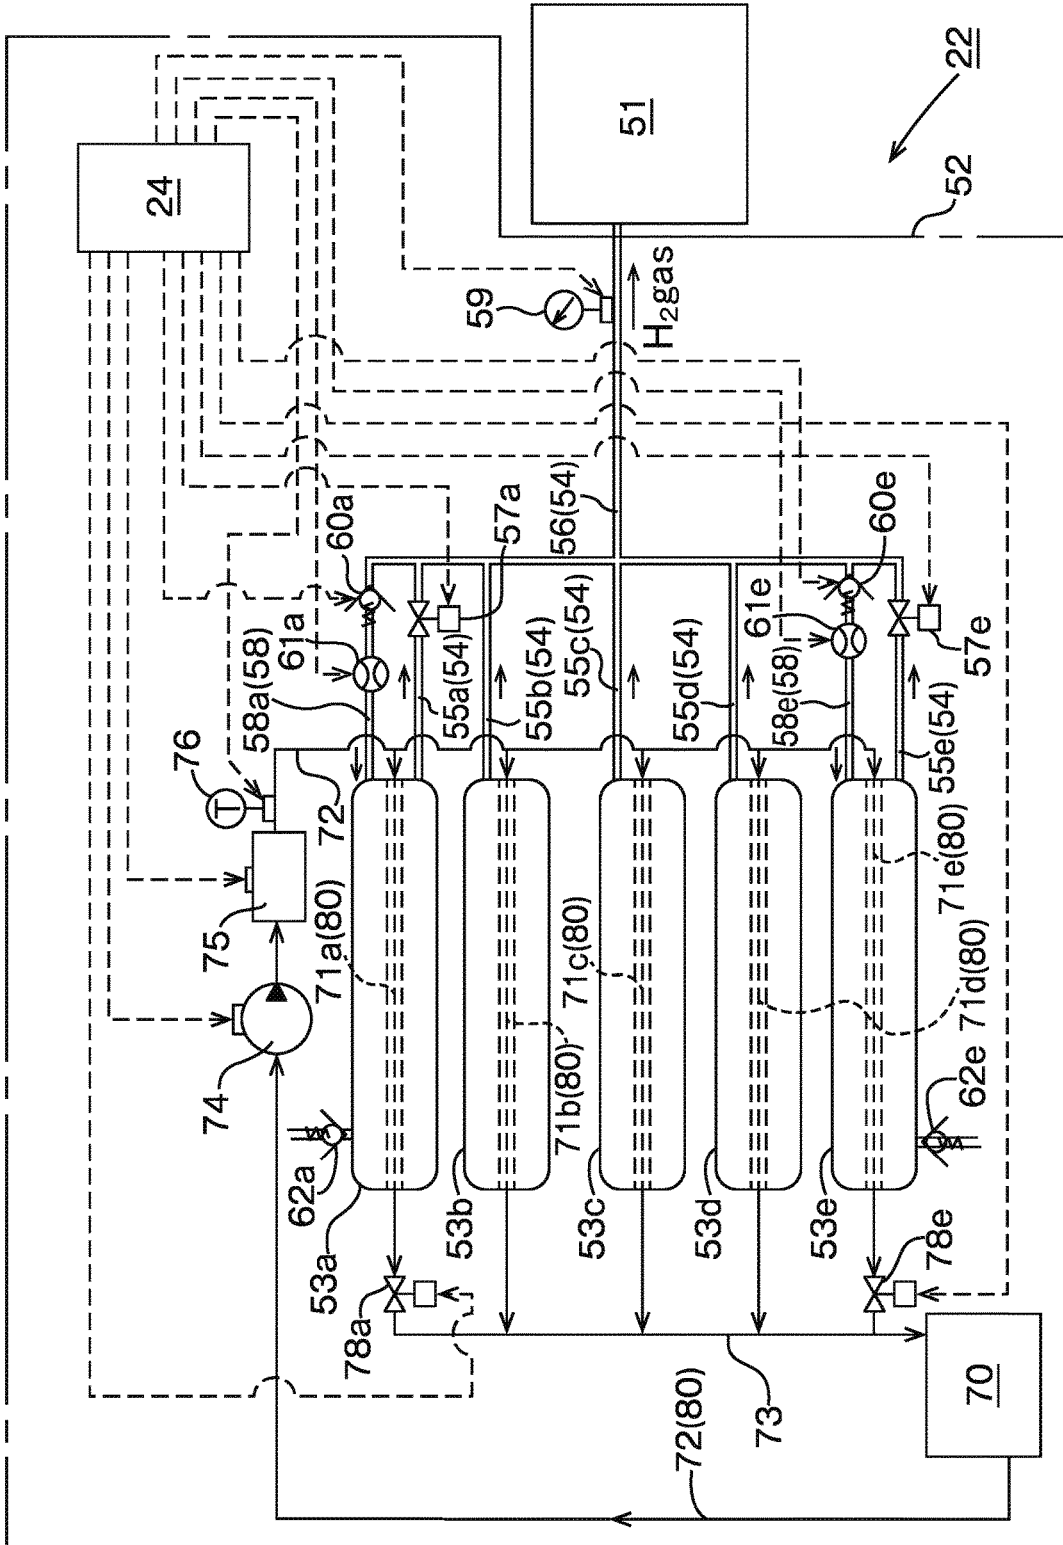 22
51
24
52
59
H₂gas
56(54)
60a
57a
60e
57e
61a
61e
58a(58)
55a(54)
55b(54)
55c(54)
55d(54)
58e(58)
55e(54)
76
T
72
75
74
71a(80)
71b(80)
71c(80)
71d(80)
71e(80)
62a
62e
53a
53b
53c
53d
53e
78a
78e
73
70
72(80)